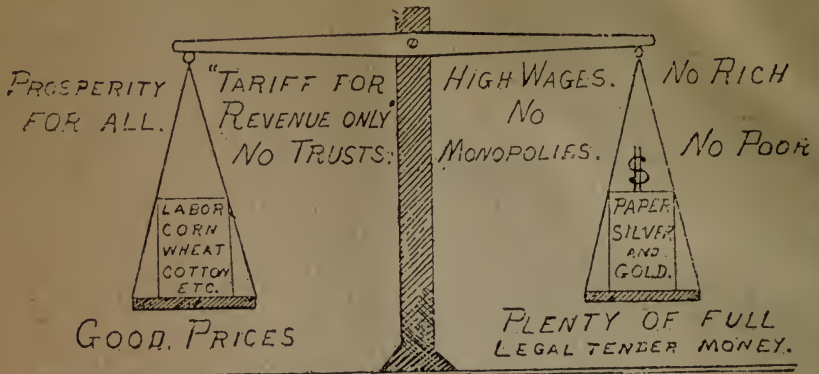 PROSPERITY
FOR ALL.
"TARIFF FOR
REVENUE ONLY"
NO TRUSTS.
HIGH WAGES.
NO
MONOPOLIES.
NO RICH
NO POOR
LABOR
CORN
WHEAT
COTTON
ETC.
$
PAPER
SILVER
AND
GOLD.
GOOD. PRICES
PLENTY OF FULL
LEGAL TENDER MONEY.